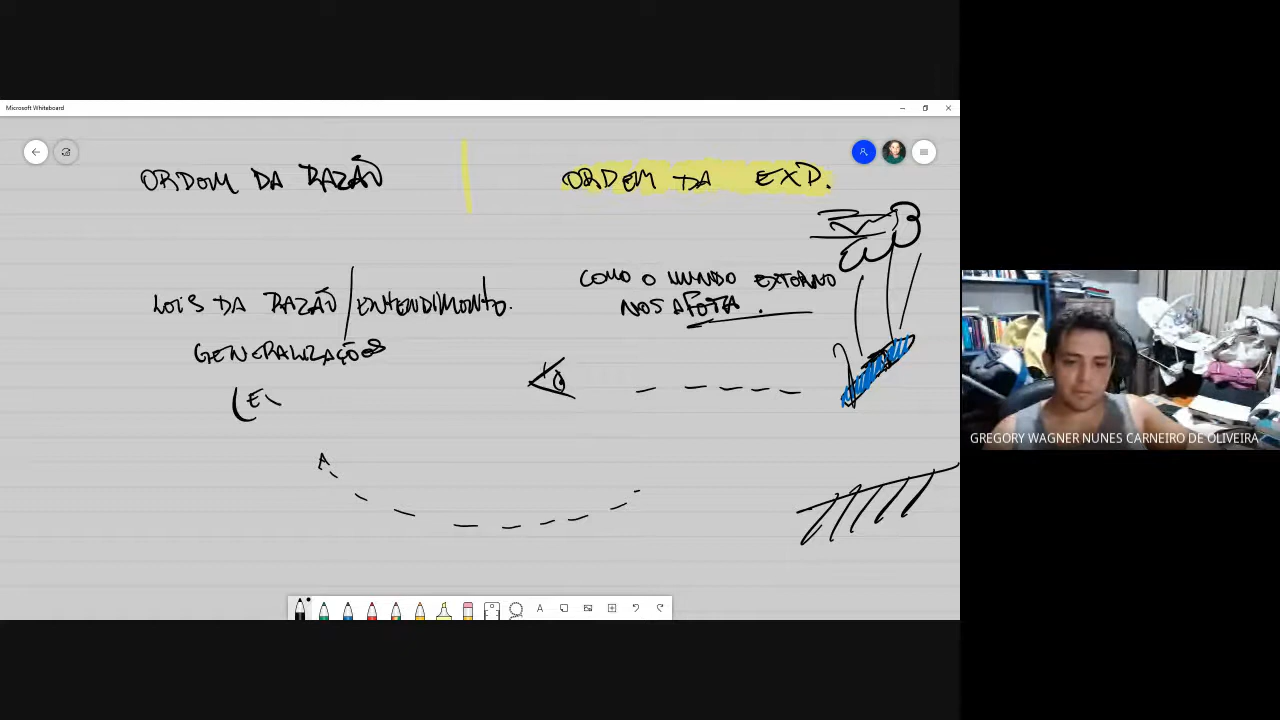 Microsoft Whiteboard
ORDEM DA RAZÃO
ORDEM DA EXP.
LEIS DA RAZÃO/ENTENDIMENTO.
GENERALIZAÇÕES
COMO O MUNDO EXTERNO
NOS AFETA.
A
GREGORY WAGNER NUNES CARNEIRO DE OLIVEIRA